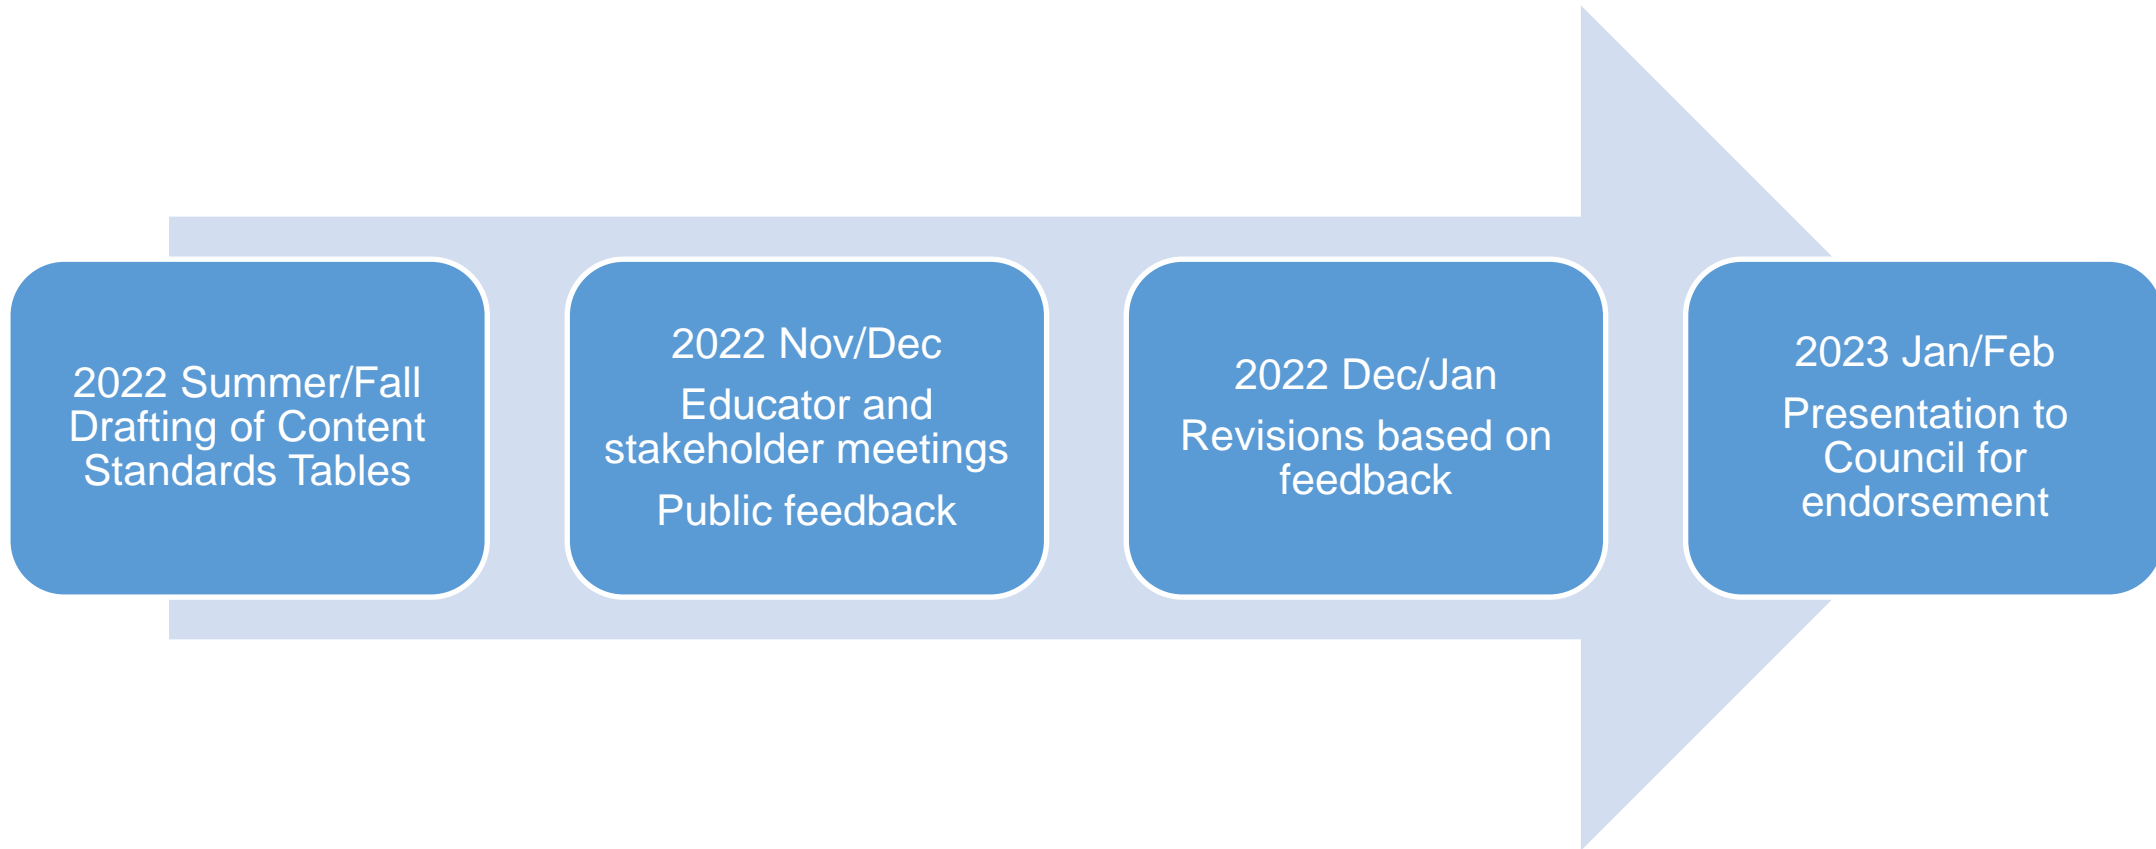 2022 Summer/Fall
Drafting of Content
Standards Tables
2022 Nov/Dec
Educator and
stakeholder meetings
Public feedback
2022 Dec/Jan
Revisions based on
feedback
2023 Jan/Feb
Presentation to
Council for
endorsement